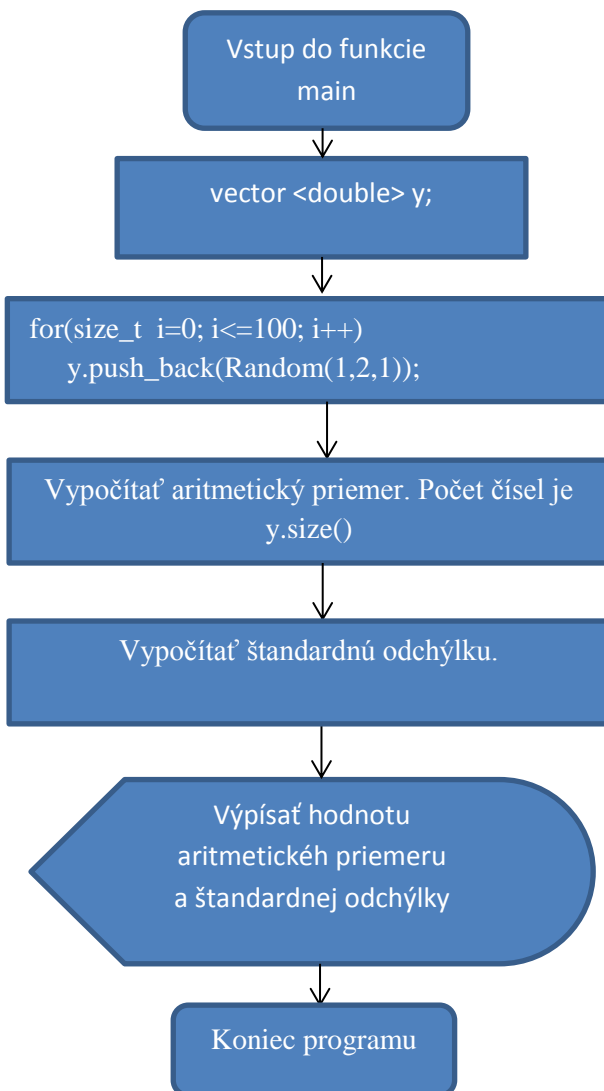 Vstup do funkcie
main
vector <double> y;
for(size_t i=0; i<=100; i++)
y.push_back(Random(1,2,1));
Vypočítať aritmetický priemer. Počet čísel je
y.size()
Vypočítať štandardnú odchýlku.
Výpísať hodnotu
aritmetickéh priemeru
a štandardnej odchýlky
Koniec programu